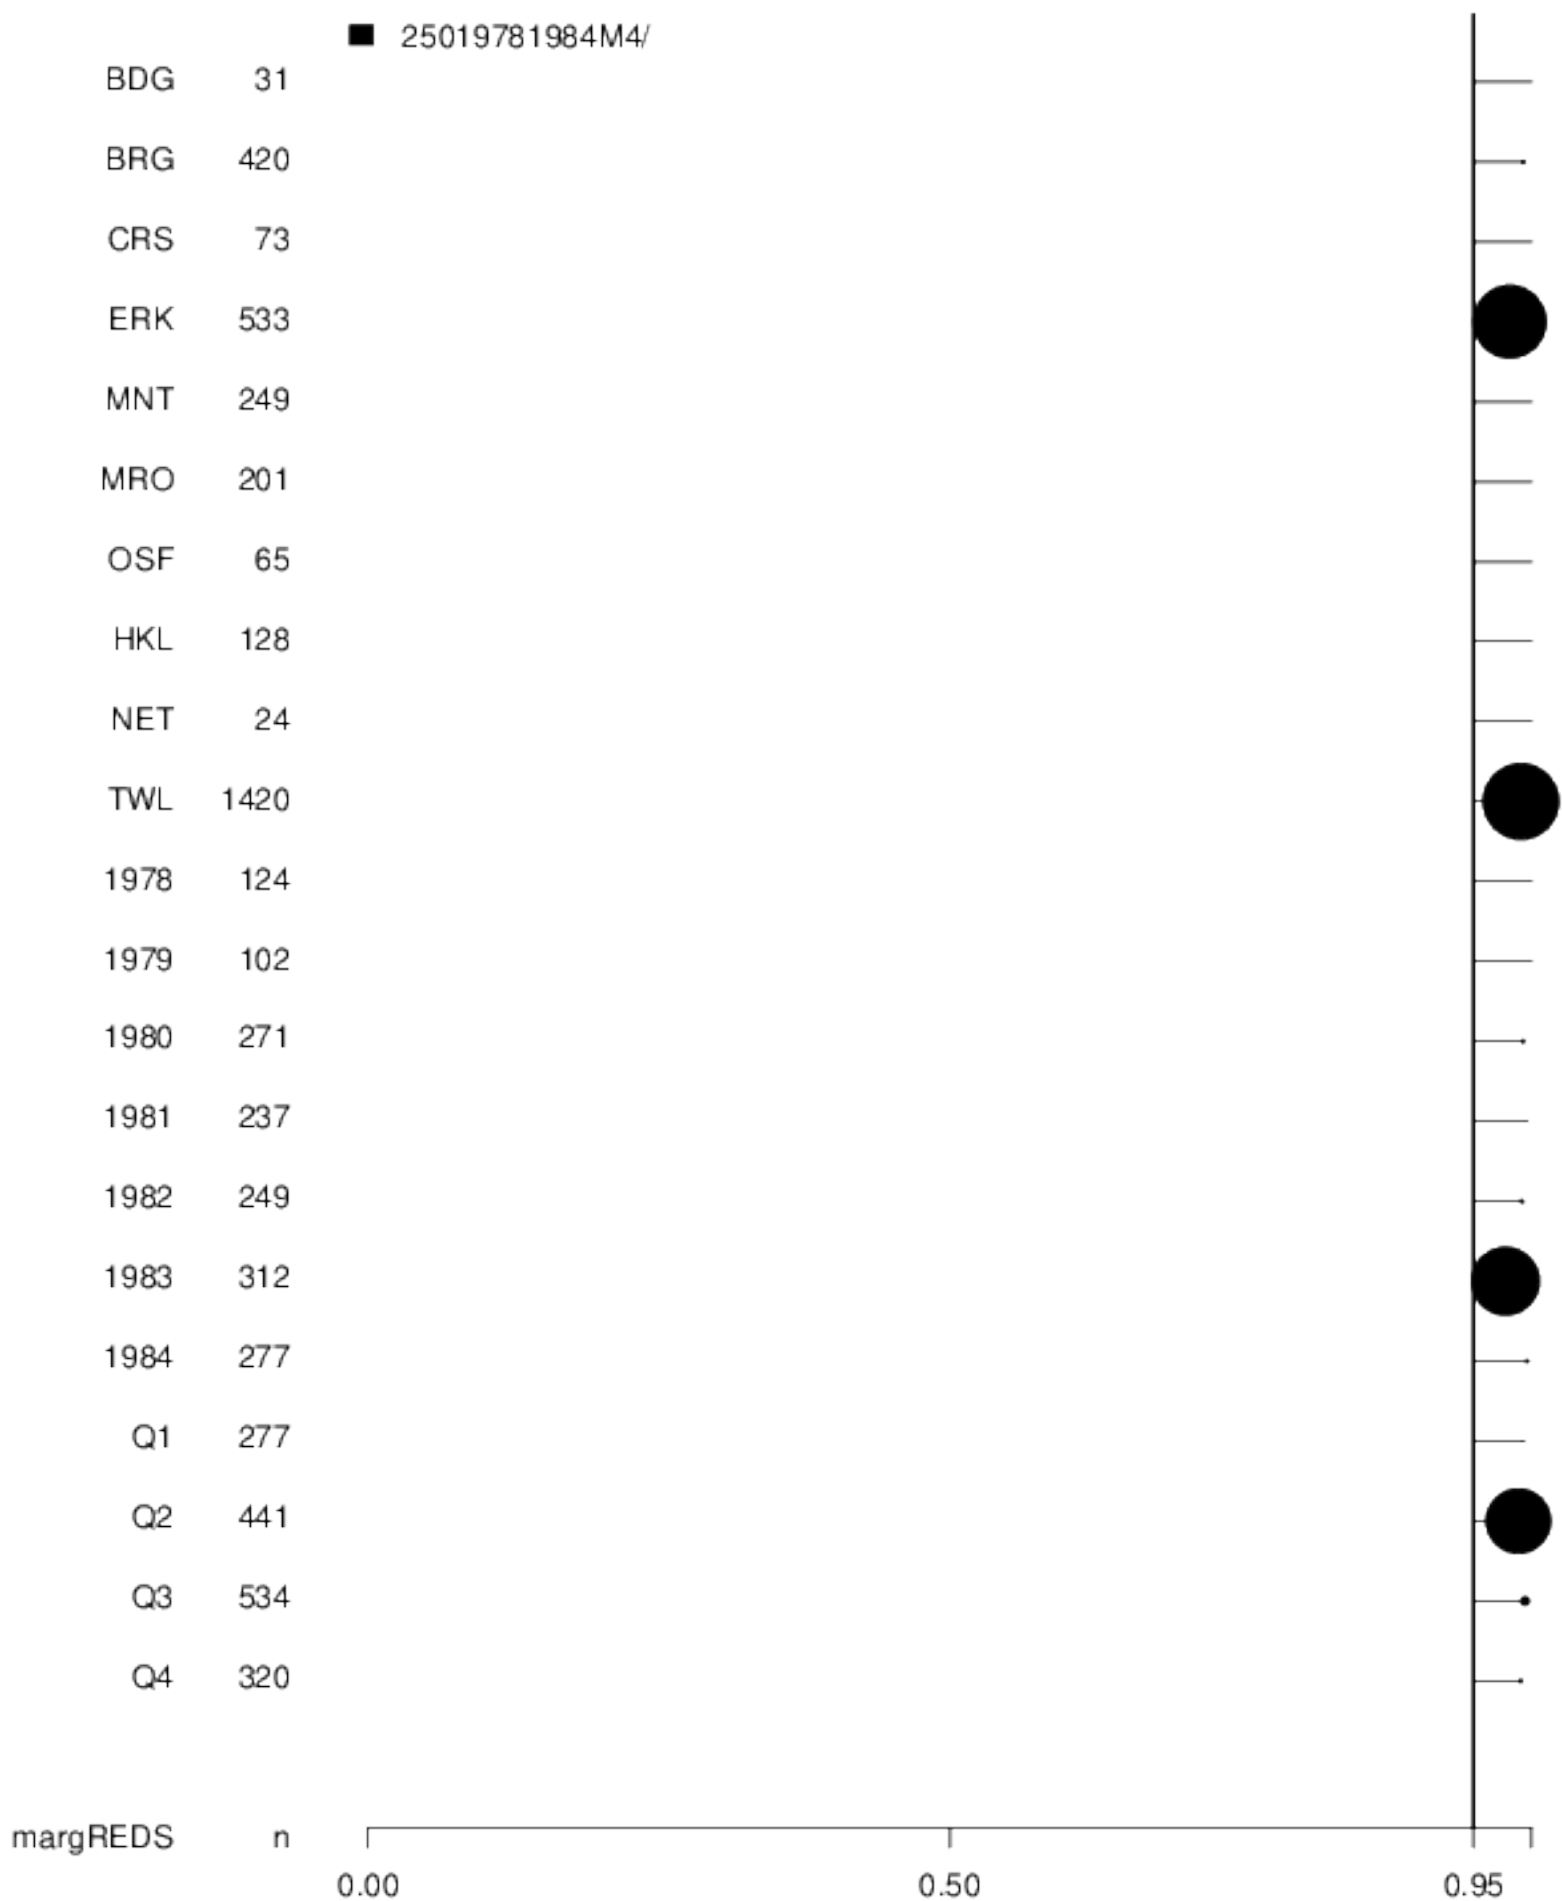 25019781984M4/
BDG 31
BRG 420
CRS 73
ERK 533
MNT 249
MRO 201
OSF 65
HKL 128
NET 24
TWL 1420
1978 124
1979 102
1980 271
1981 237
1982 249
1983 312
1984 277
Q1 277
Q2 441
Q3 534
Q4 320
margREDS n
0.00 0.50 0.95